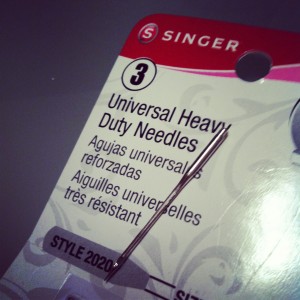 SINGER
3
Universal Heavy
Duty Needles
Agujas universales
reforzadas
Aiguilles universelles
très résistant
STYLE 2020